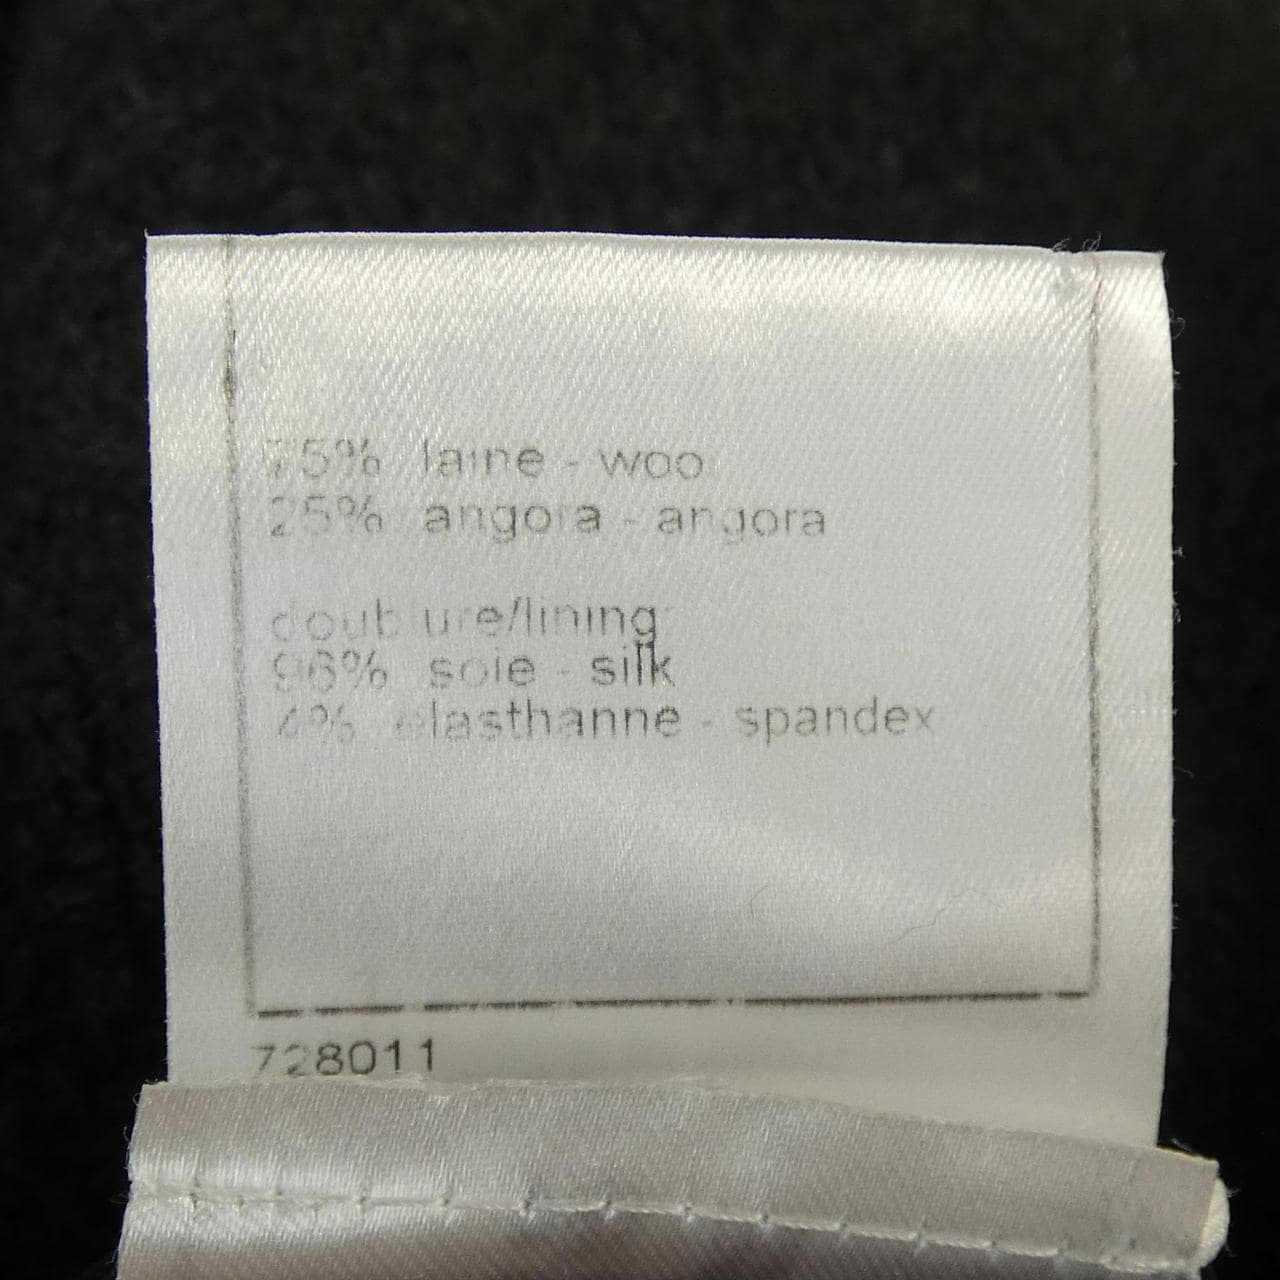 75% laine - woo
25% angora - angora
doublure/lining:
96% soie - silk
4% elasthanne - spandex
728011